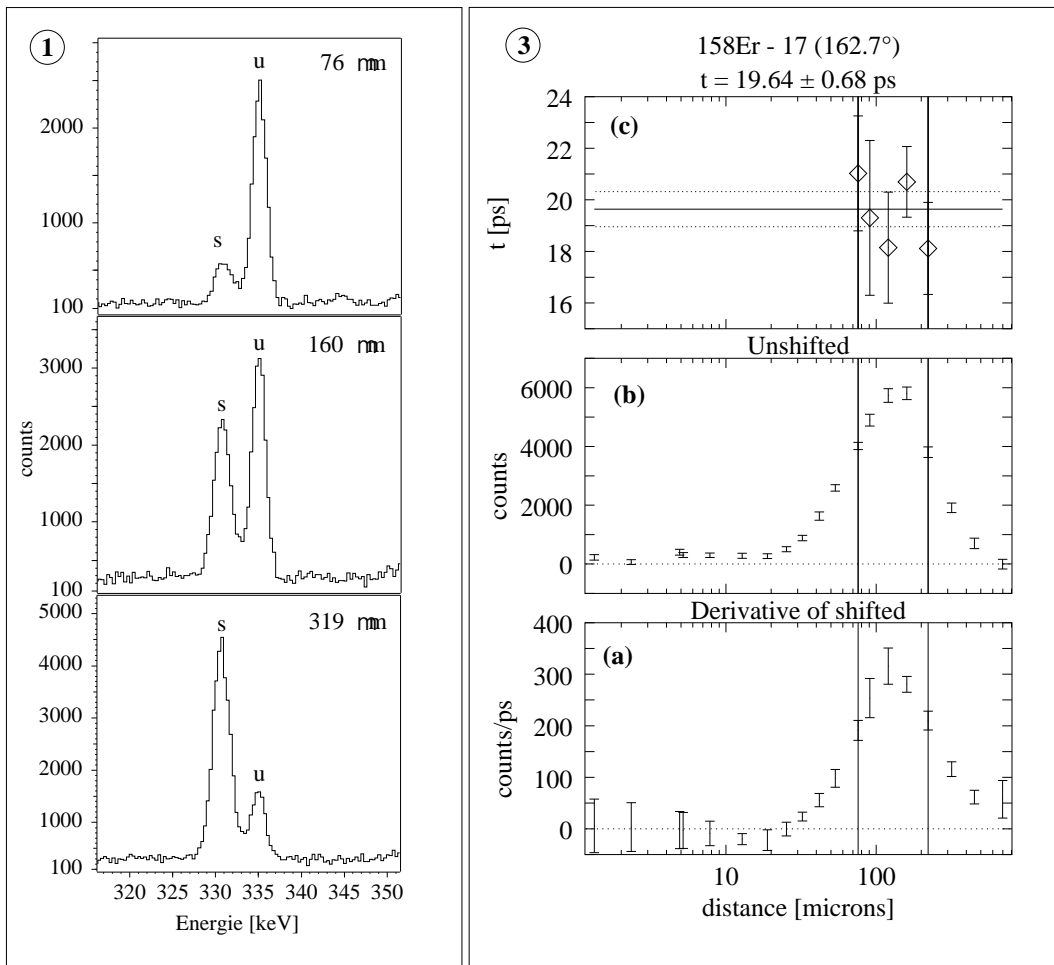 1
76 mm
u
s
2000
1000
100
160 mm
u
s
3000
2000
1000
100
counts
319 mm
s
u
5000
4000
3000
2000
1000
100
320 325 330 335 340 345 350
Energie [keV]
3
158Er - 17 (162.7°)
t = 19.64 ± 0.68 ps
(c)
24
22
20
18
16
t [ps]
Unshifted
(b)
6000
4000
2000
0
counts
Derivative of shifted
(a)
400
300
200
100
0
counts/ps
10 100
distance [microns]